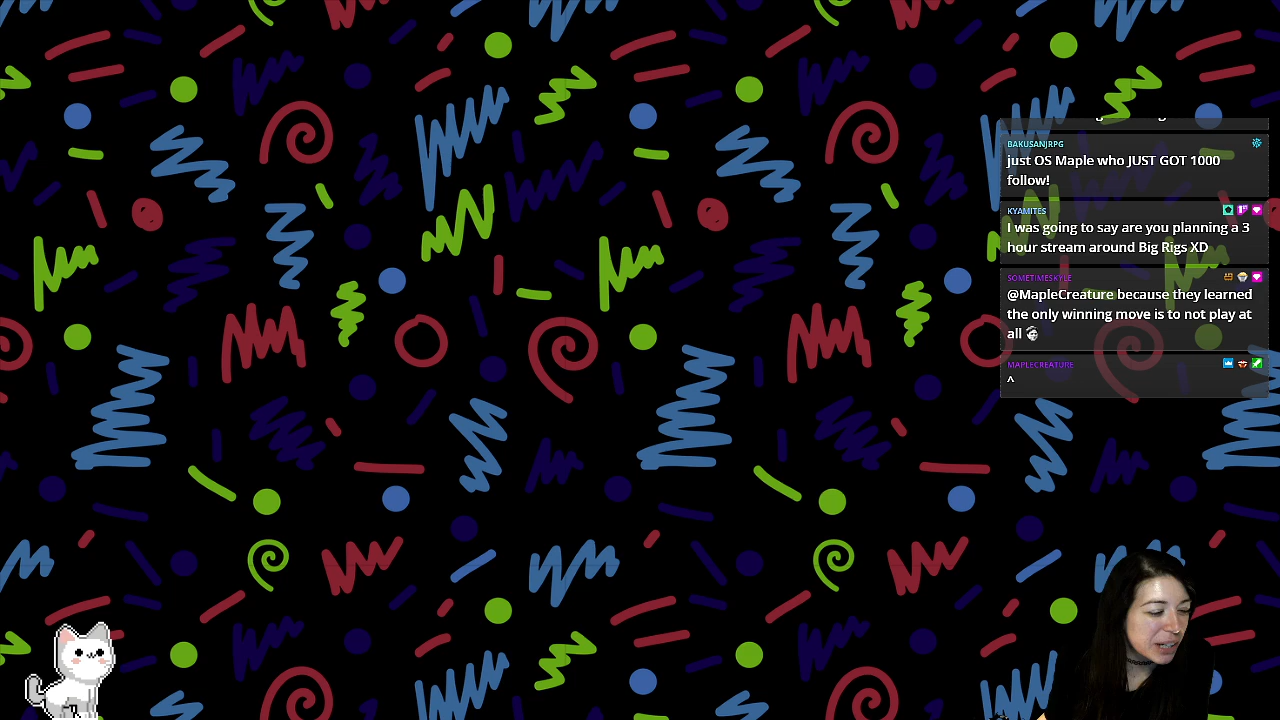 BAKUSANJRPG
just OS Maple who JUST GOT 1000
follow!
KYAMITES
I was going to say are you planning a 3
hour stream around Big Rigs XD
SOMETIMESKYLE
@MapleCreature because they learned
the only winning move is to not play at
all
MAPLECREATURE
^